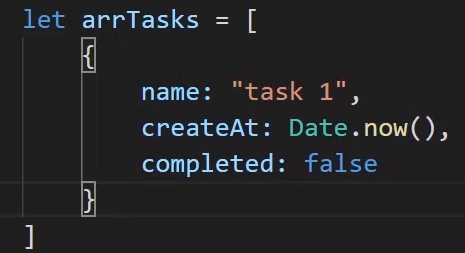 let arrTasks = [
    {
        name: "task 1",
        createAt: Date.now(),
        completed: false
    }
]